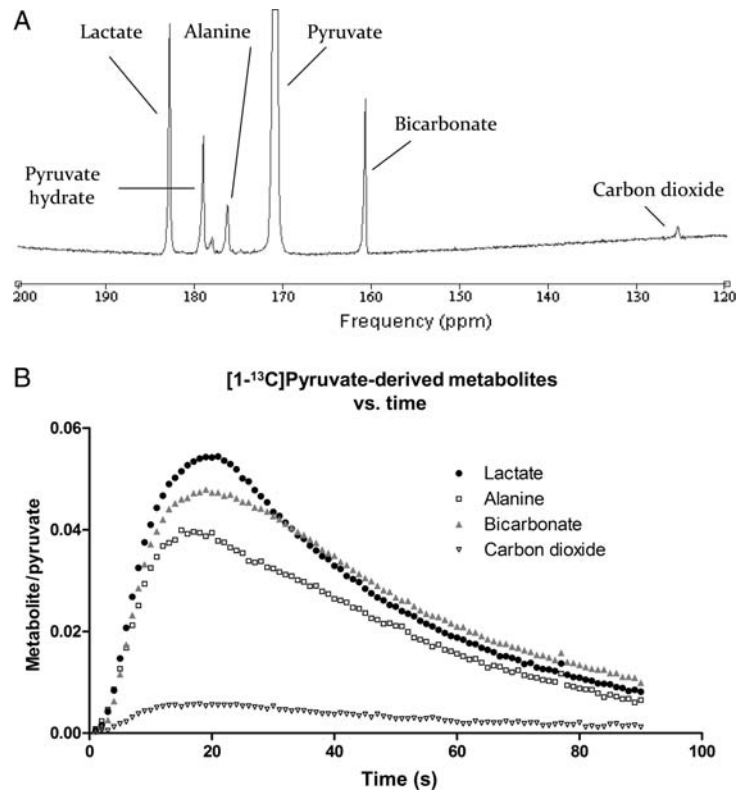 A
Lactate
Alanine
Pyruvate
Bicarbonate
Pyruvate
hydrate
Carbon dioxide
200 190 180 170 160 150 140 130 120
Frequency (ppm)
B
[1-¹³C]Pyruvate-derived metabolites
vs. time
0.06
0.04
0.02
0.00
Metabolite/pyruvate
Lactate
Alanine
Bicarbonate
Carbon dioxide
0 20 40 60 80 100
Time (s)